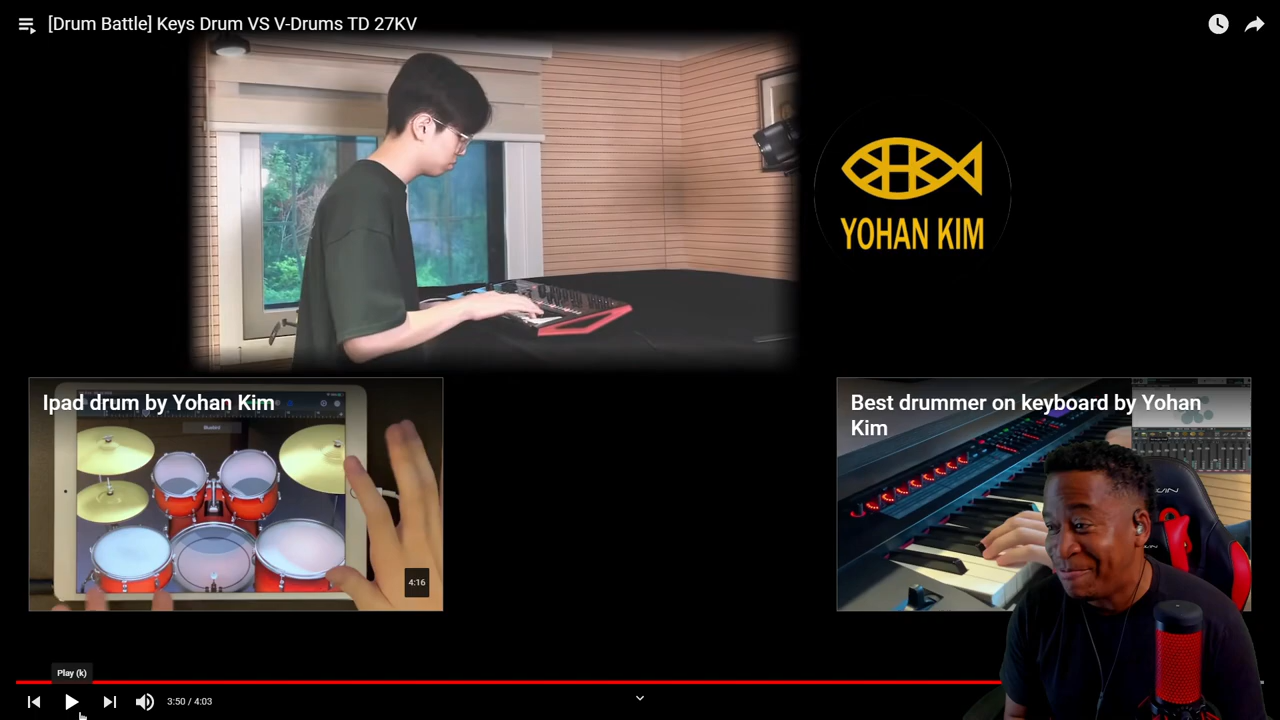 [Drum Battle] Keys Drum VS V-Drums TD 27KV
YOHAN KIM
Ipad drum by Yohan Kim
4:16
Best drummer on keyboard by Yohan
Kim
Play (k)
3:50 / 4:03